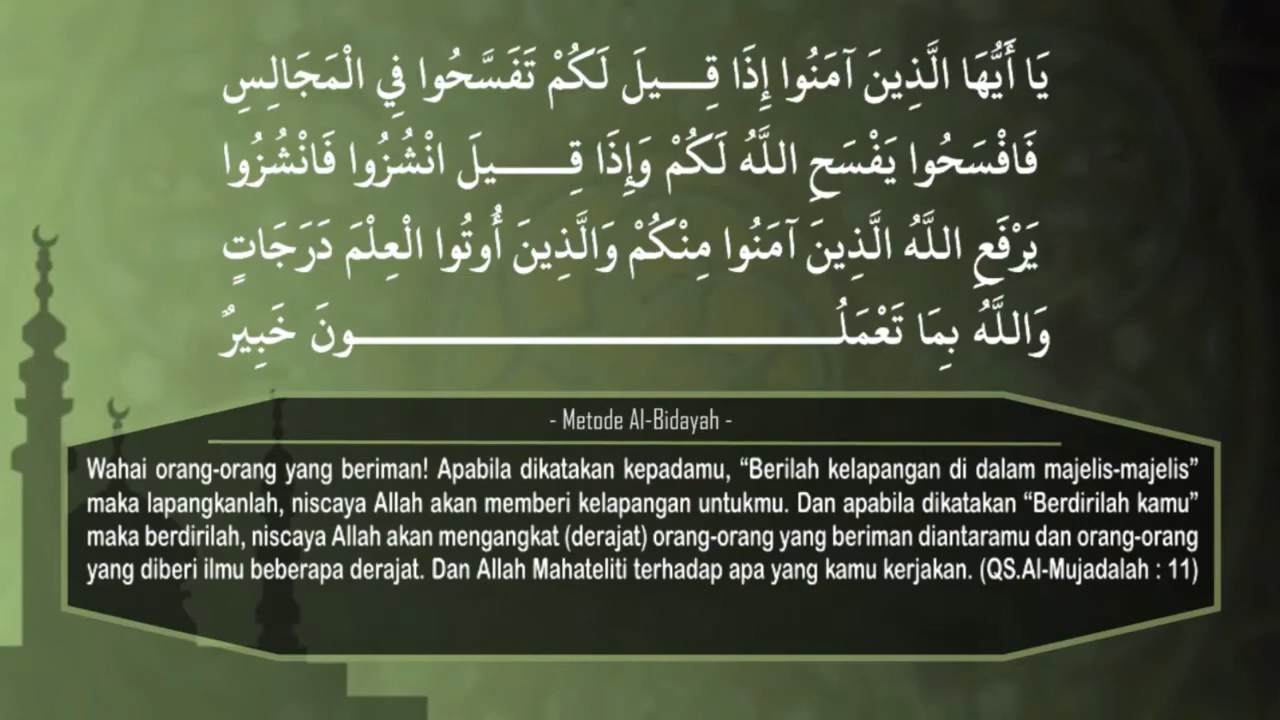 يَا أَيُّهَا الَّذِينَ آمَنُوا إِذَا قِـــيلَ لَكُمْ تَفَسَّحُوا فِي الْمَجَالِسِ
فَافْسَحُوا يَفْسَحِ اللَّهُ لَكُمْ وَإِذَا قِـــــيلَ انْشُزُوا فَانْشُزُوا
يَرْفَعِ اللَّهُ الَّذِينَ آمَنُوا مِنْكُمْ وَالَّذِينَ أُوتُوا الْعِلْمَ دَرَجَاتٍ
وَاللَّهُ بِمَا تَعْمَلُـــــــــــــــــــــــــــــــــونَ خَبِيرٌ
- Metode Al-Bidayah -
Wahai orang-orang yang beriman! Apabila dikatakan kepadamu, “Berilah kelapangan di dalam majelis-majelis”
maka lapangkanlah, niscaya Allah akan memberi kelapangan untukmu. Dan apabila dikatakan “Berdirilah kamu”
maka berdirilah, niscaya Allah akan mengangkat (derajat) orang-orang yang beriman diantaramu dan orang-orang
yang diberi ilmu beberapa derajat. Dan Allah Mahateliti terhadap apa yang kamu kerjakan. (QS.Al-Mujadalah : 11)